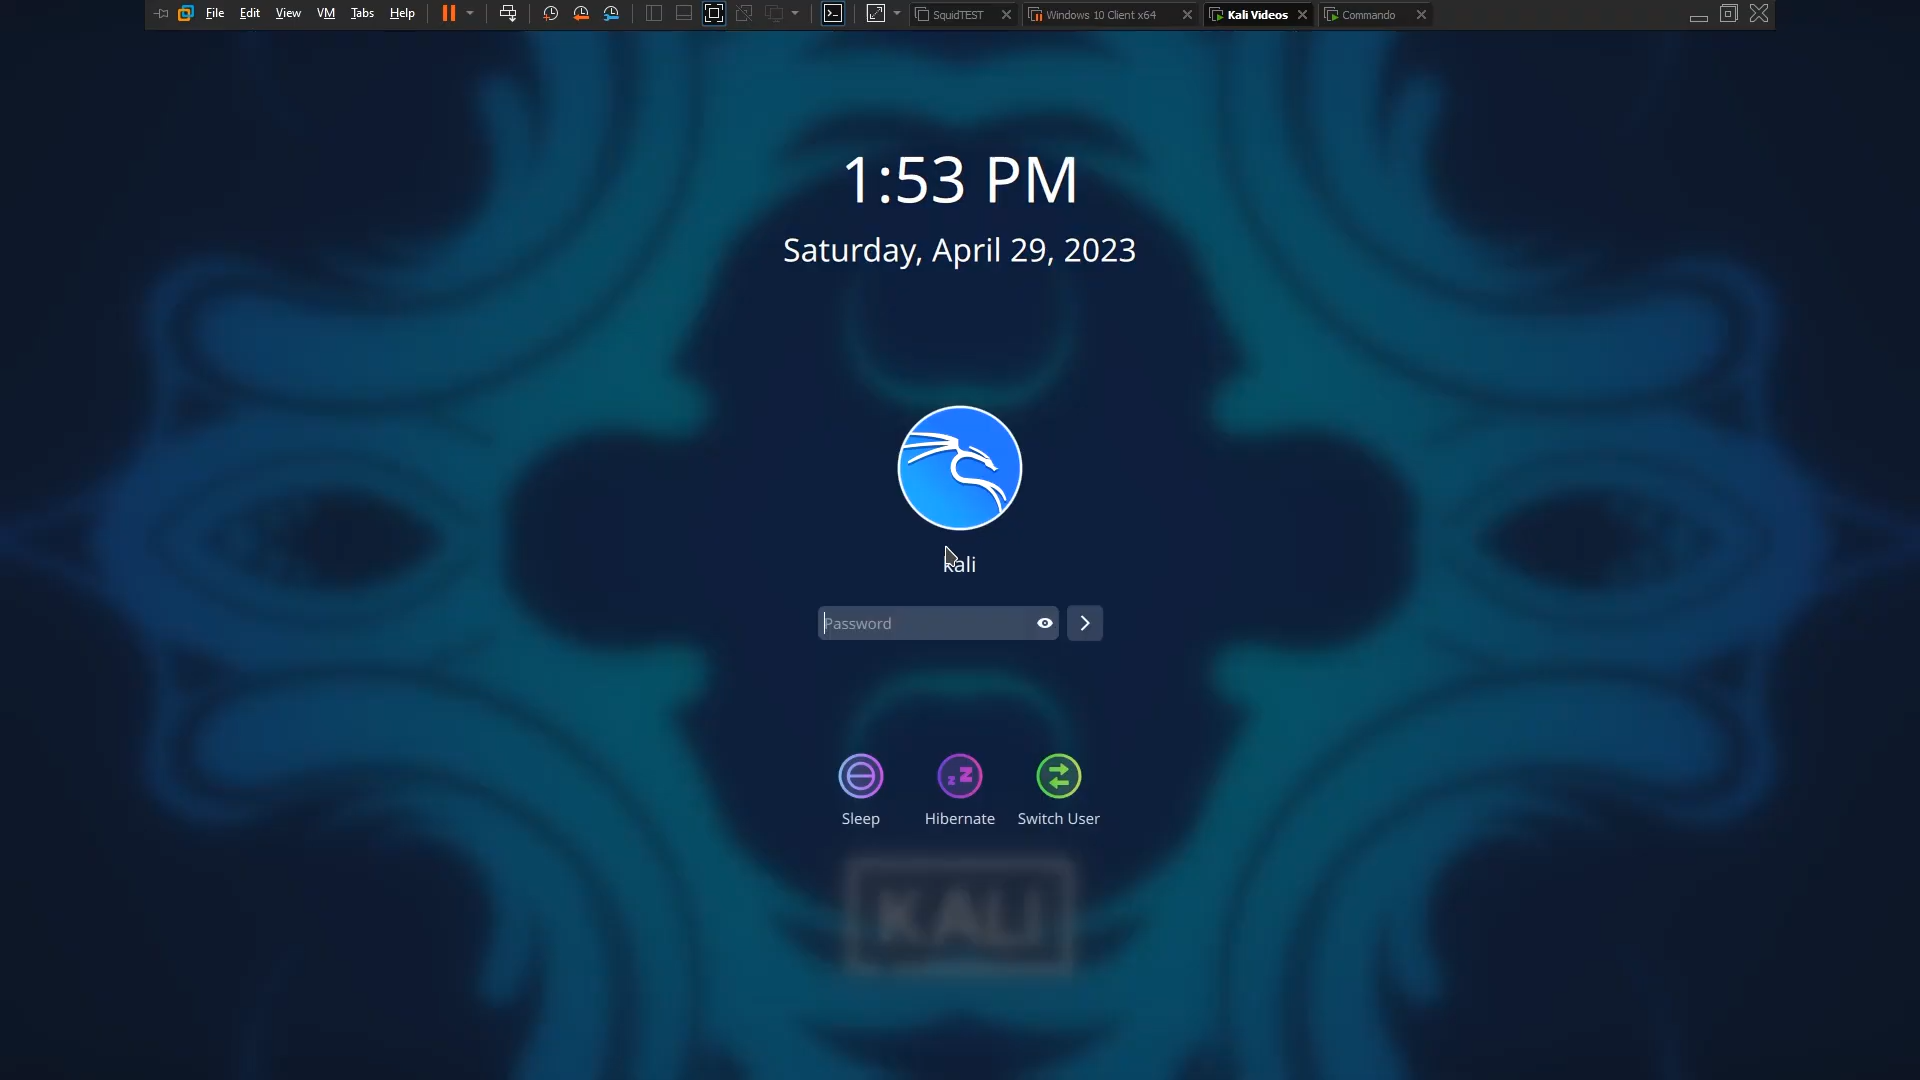 File Edit View VM Tabs Help SquidTEST Windows 10 Client x64 Kali Videos Commando
1:53 PM
Saturday, April 29, 2023
kali
Password
Sleep Hibernate Switch User
KALI